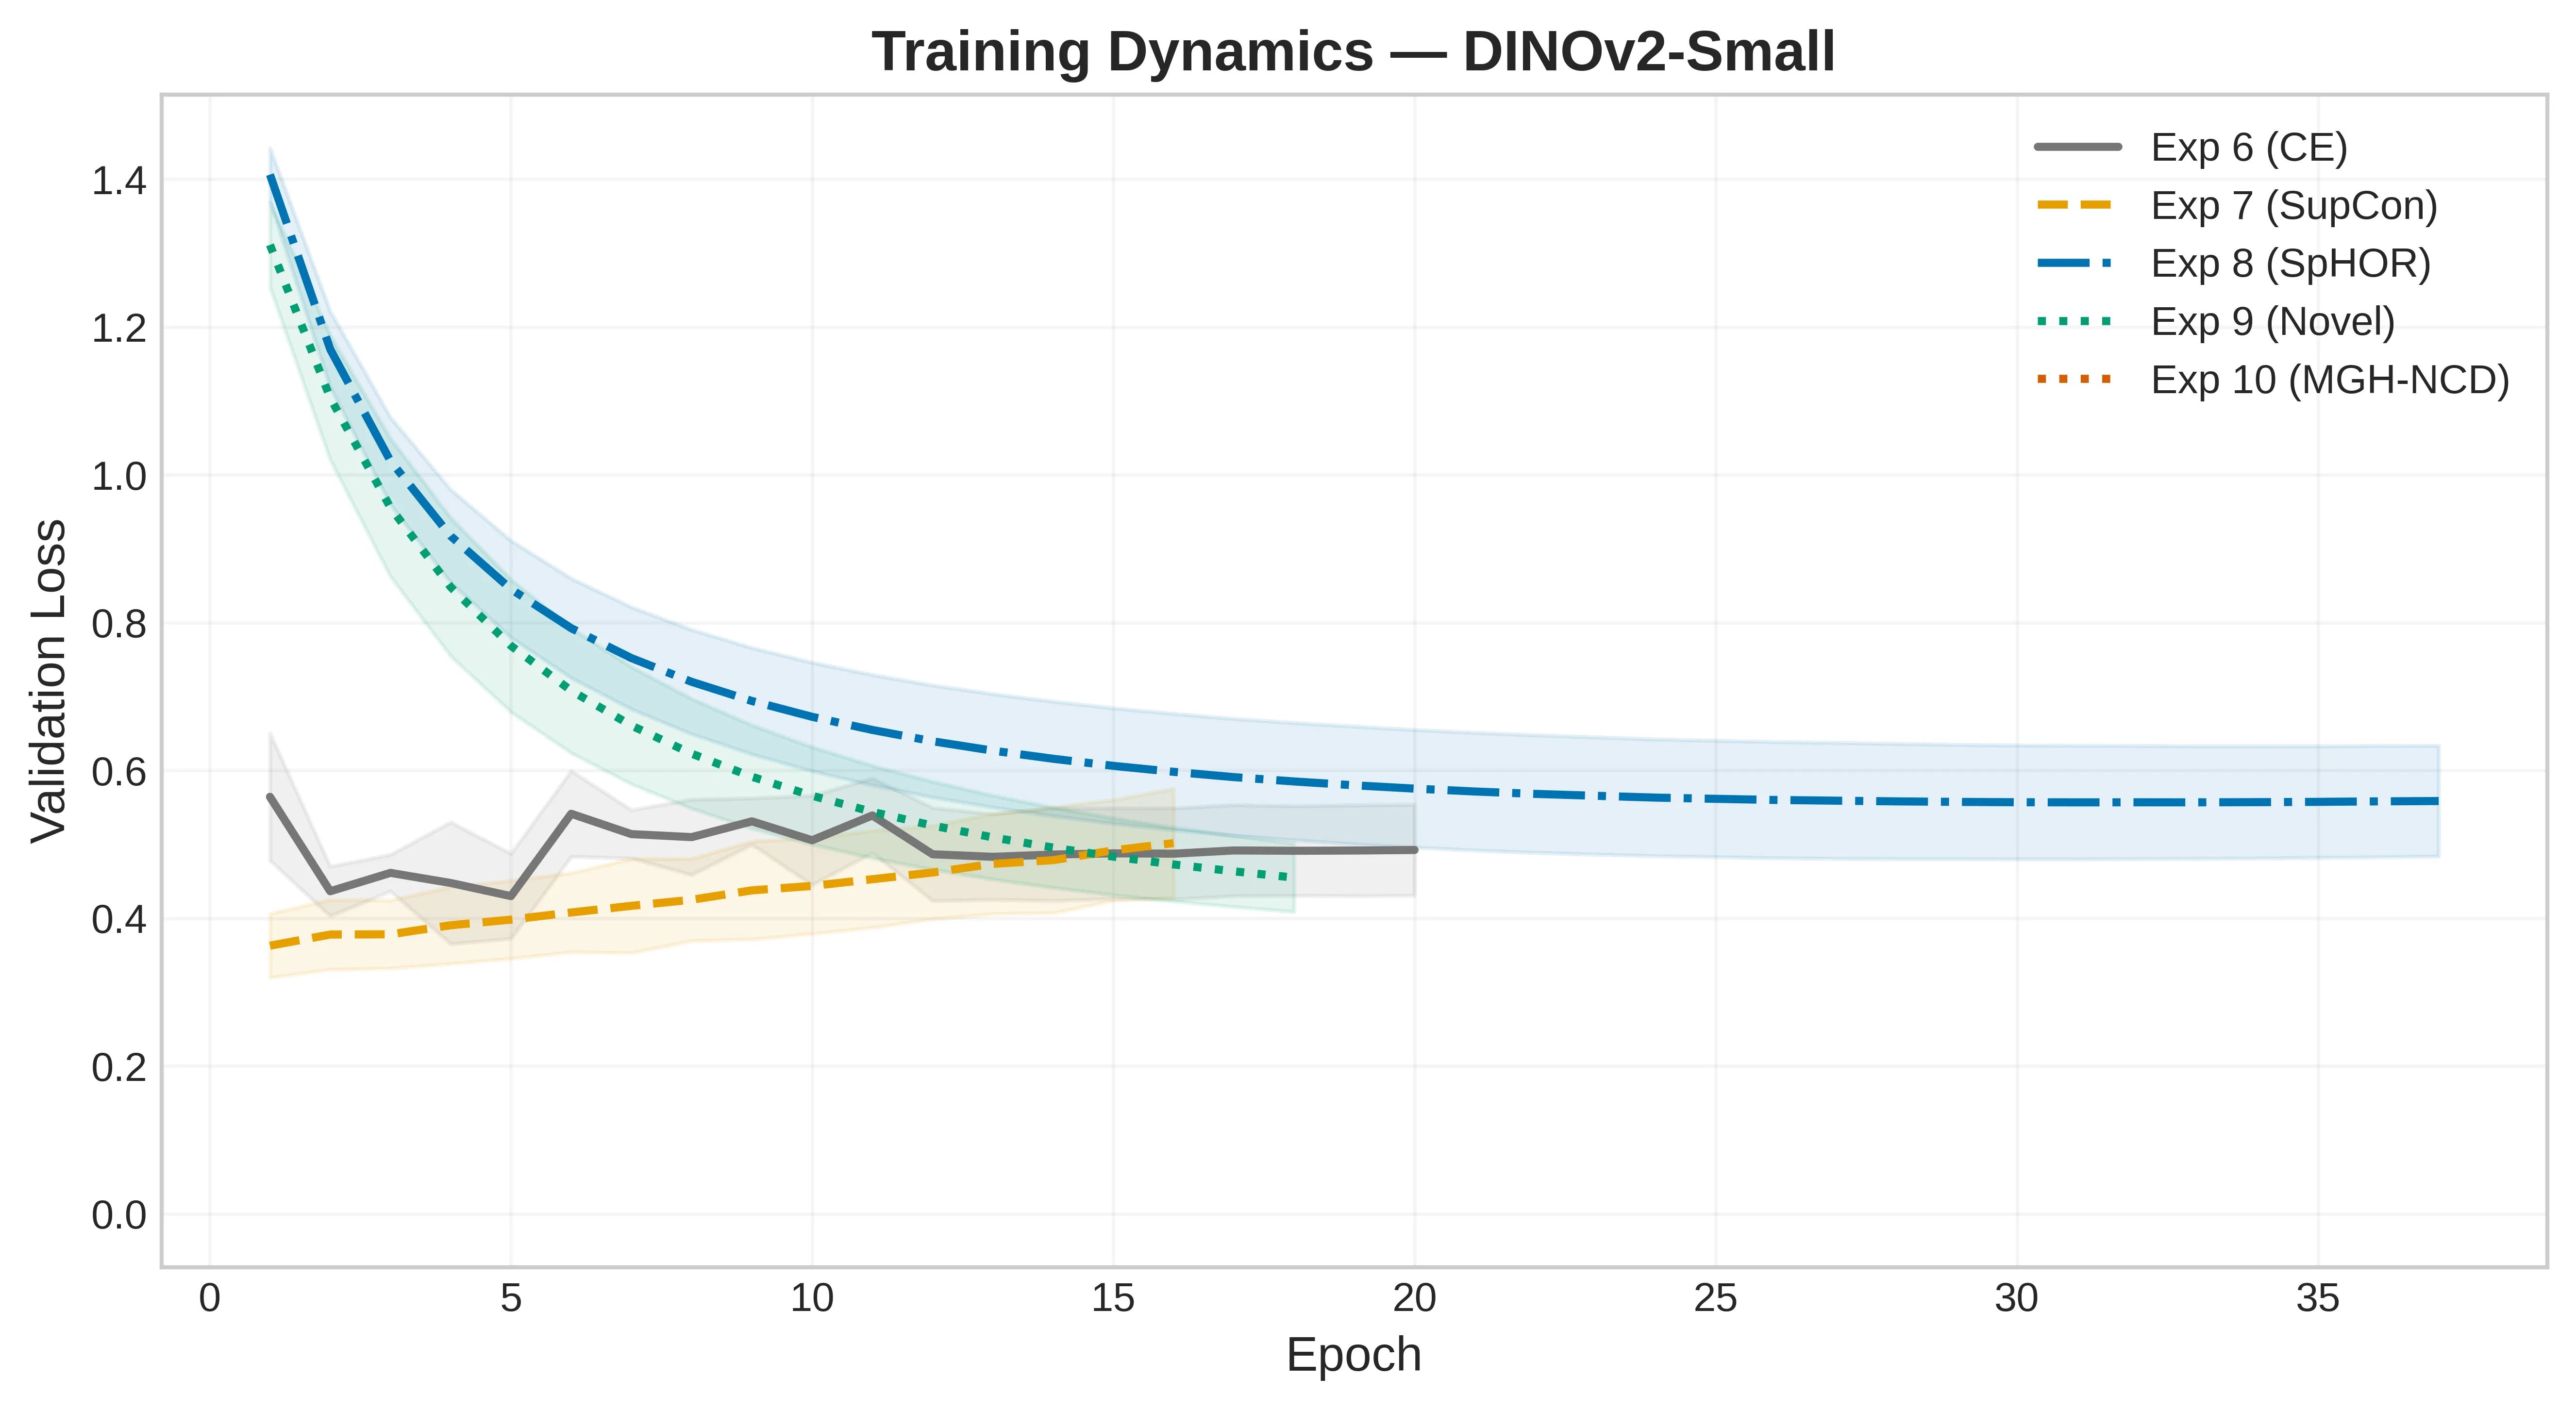 Training Dynamics — DINOv2-Small
Exp 6 (CE)
Exp 7 (SupCon)
Exp 8 (SpHOR)
Exp 9 (Novel)
Exp 10 (MGH-NCD)
Validation Loss
1.4
1.2
1.0
0.8
0.6
0.4
0.2
0.0
0 5 10 15 20 25 30 35
Epoch